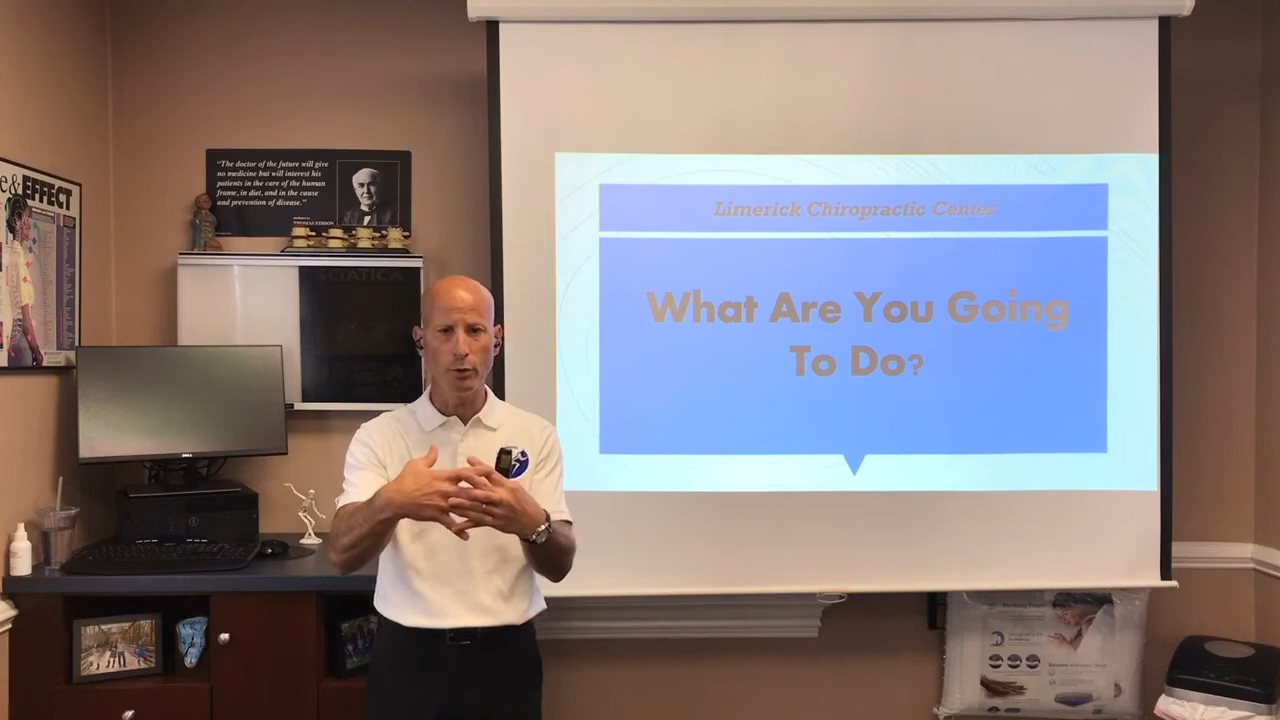 "The doctor of the future will give
no medicine but will interest his
patients in the care of the human
frame, in diet, and in the cause
and prevention of disease."
THOMAS EDISON
& EFFECT
SCIATICA
DELL
Limerick Chiropractic Center
What Are You Going
To Do?